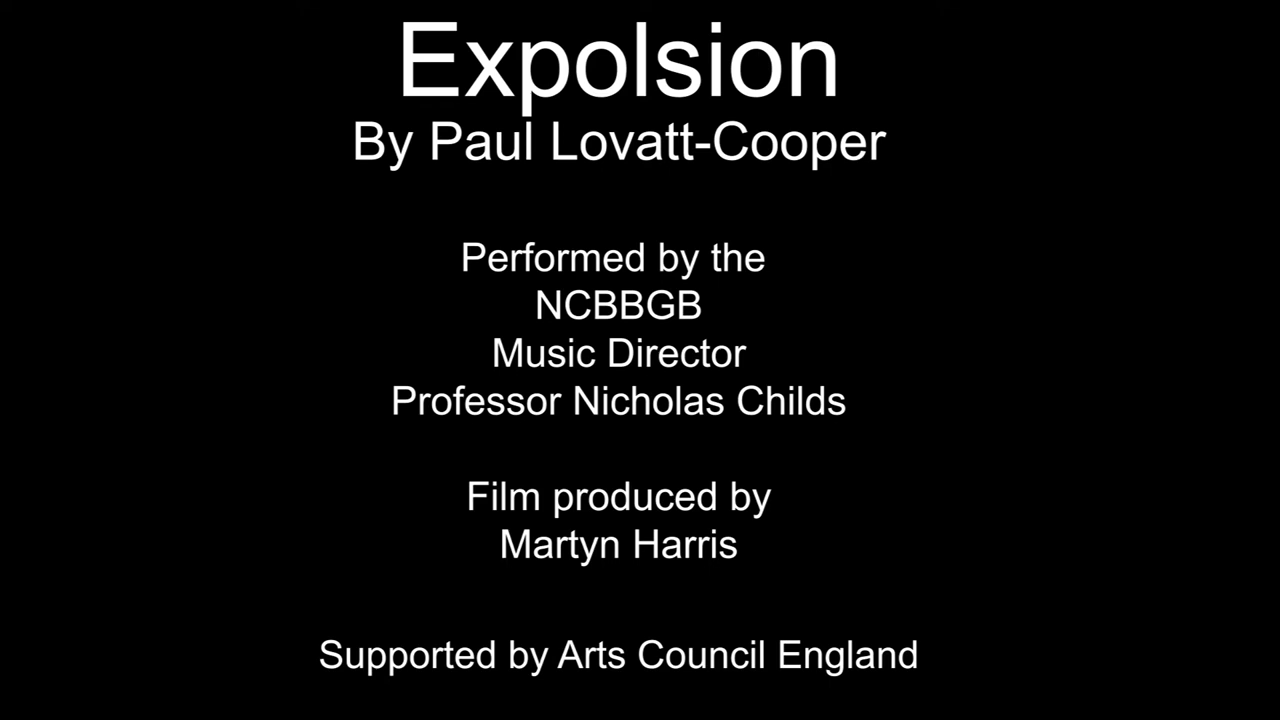 Expolsion
By Paul Lovatt-Cooper
Performed by the
NCBBGB
Music Director
Professor Nicholas Childs
Film produced by
Martyn Harris
Supported by Arts Council England